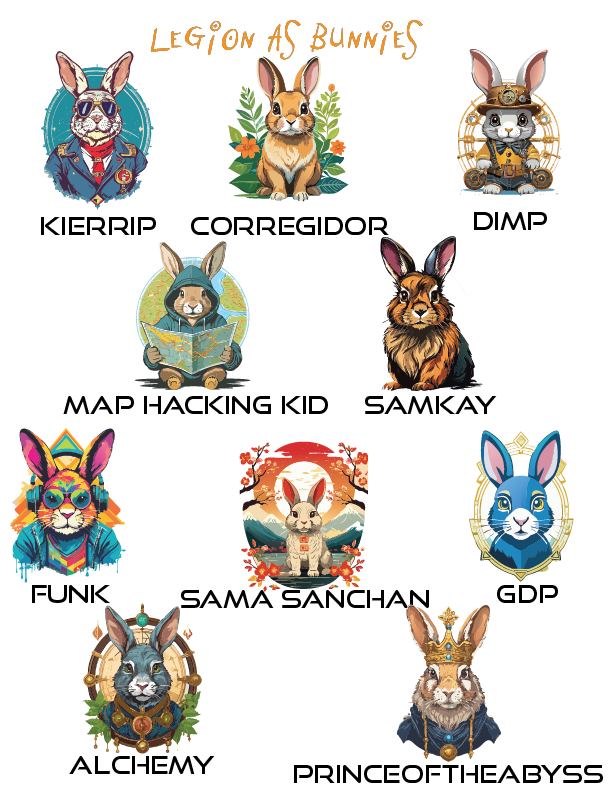 Legion as Bunnies
KIERRIP
CORREGIDOR
DIMP
MAP HACKING KID
SAMKAY
FUNK
SAMA SANCHAN
GDP
ALCHEMY
PRINCEOFTHEABYSS